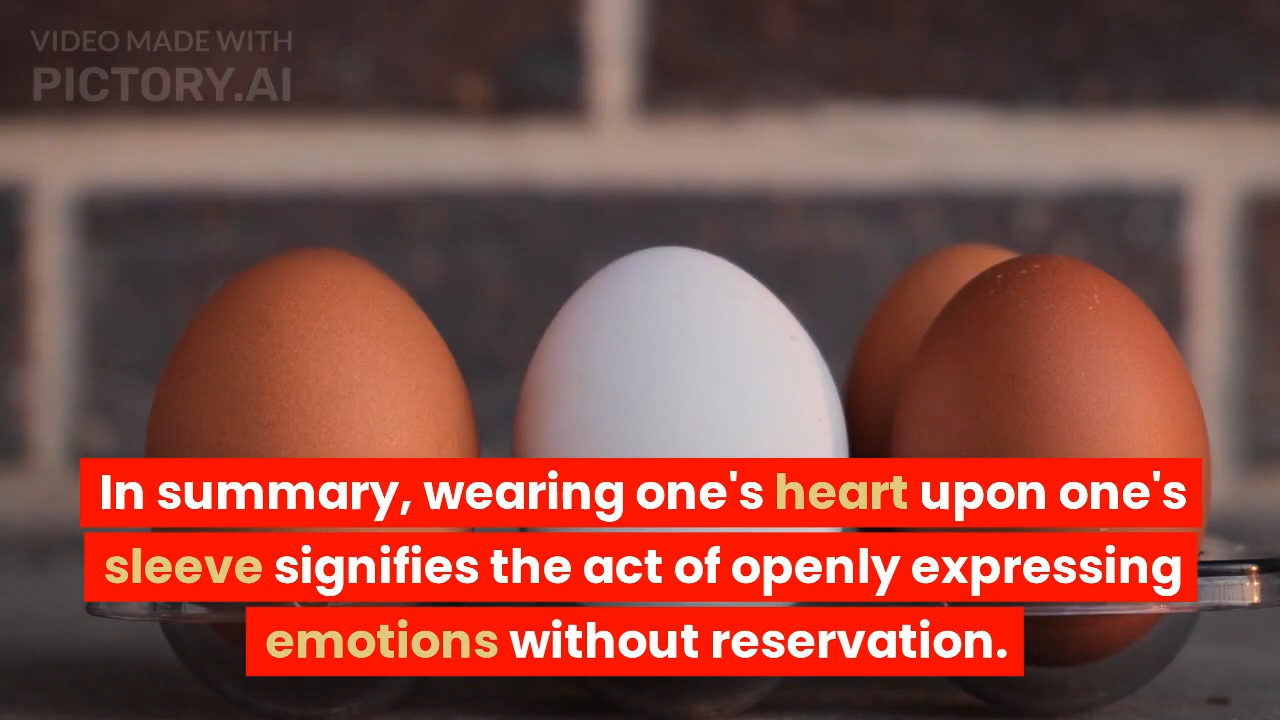 VIDEO MADE WITH
PICTORY.AI
In summary, wearing one's heart upon one's
sleeve signifies the act of openly expressing
emotions without reservation.